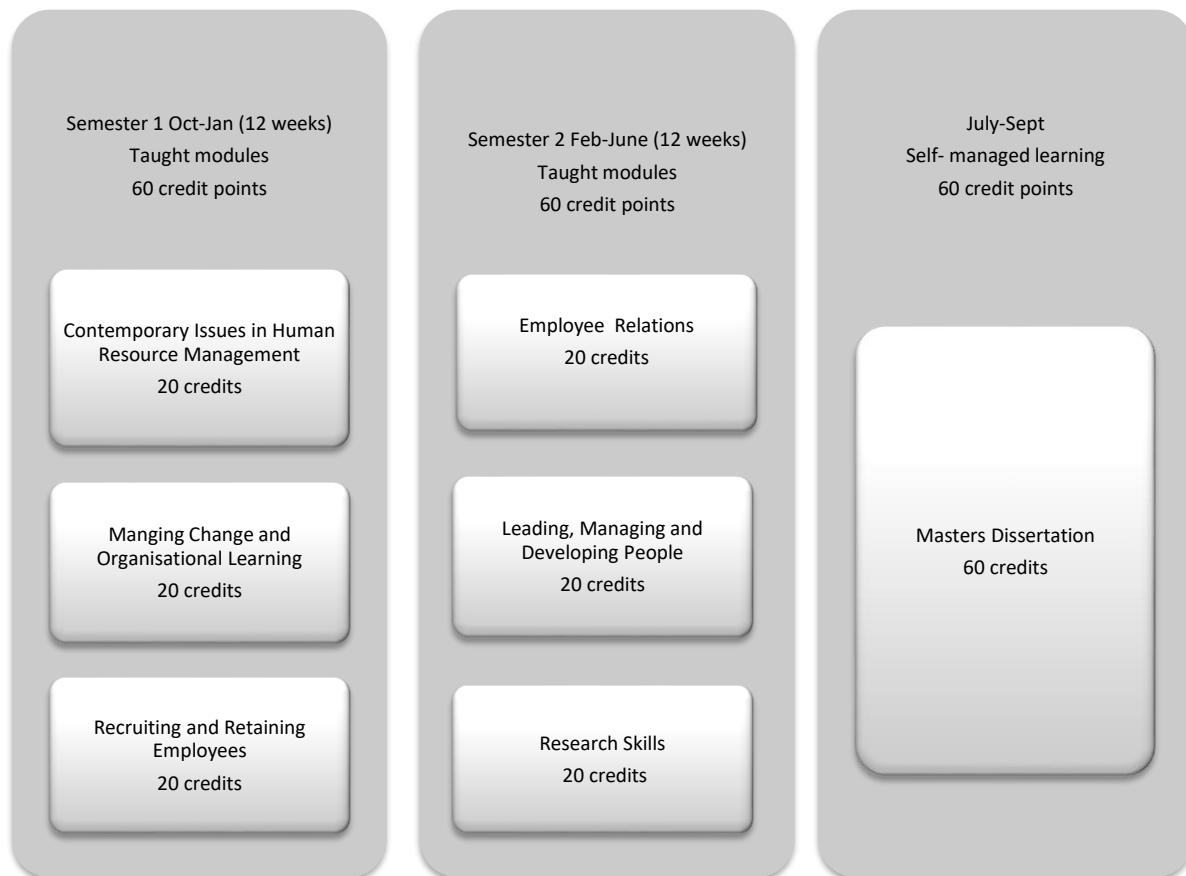 Semester 1 Oct-Jan (12 weeks)
Taught modules
60 credit points
Contemporary Issues in Human
Resource Management
20 credits
Manging Change and
Organisational Learning
20 credits
Recruiting and Retaining
Employees
20 credits
Semester 2 Feb-June (12 weeks)
Taught modules
60 credit points
Employee  Relations
20 credits
Leading, Managing and
Developing People
20 credits
Research Skills
20 credits
July-Sept
Self- managed learning
60 credit points
Masters Dissertation
60 credits